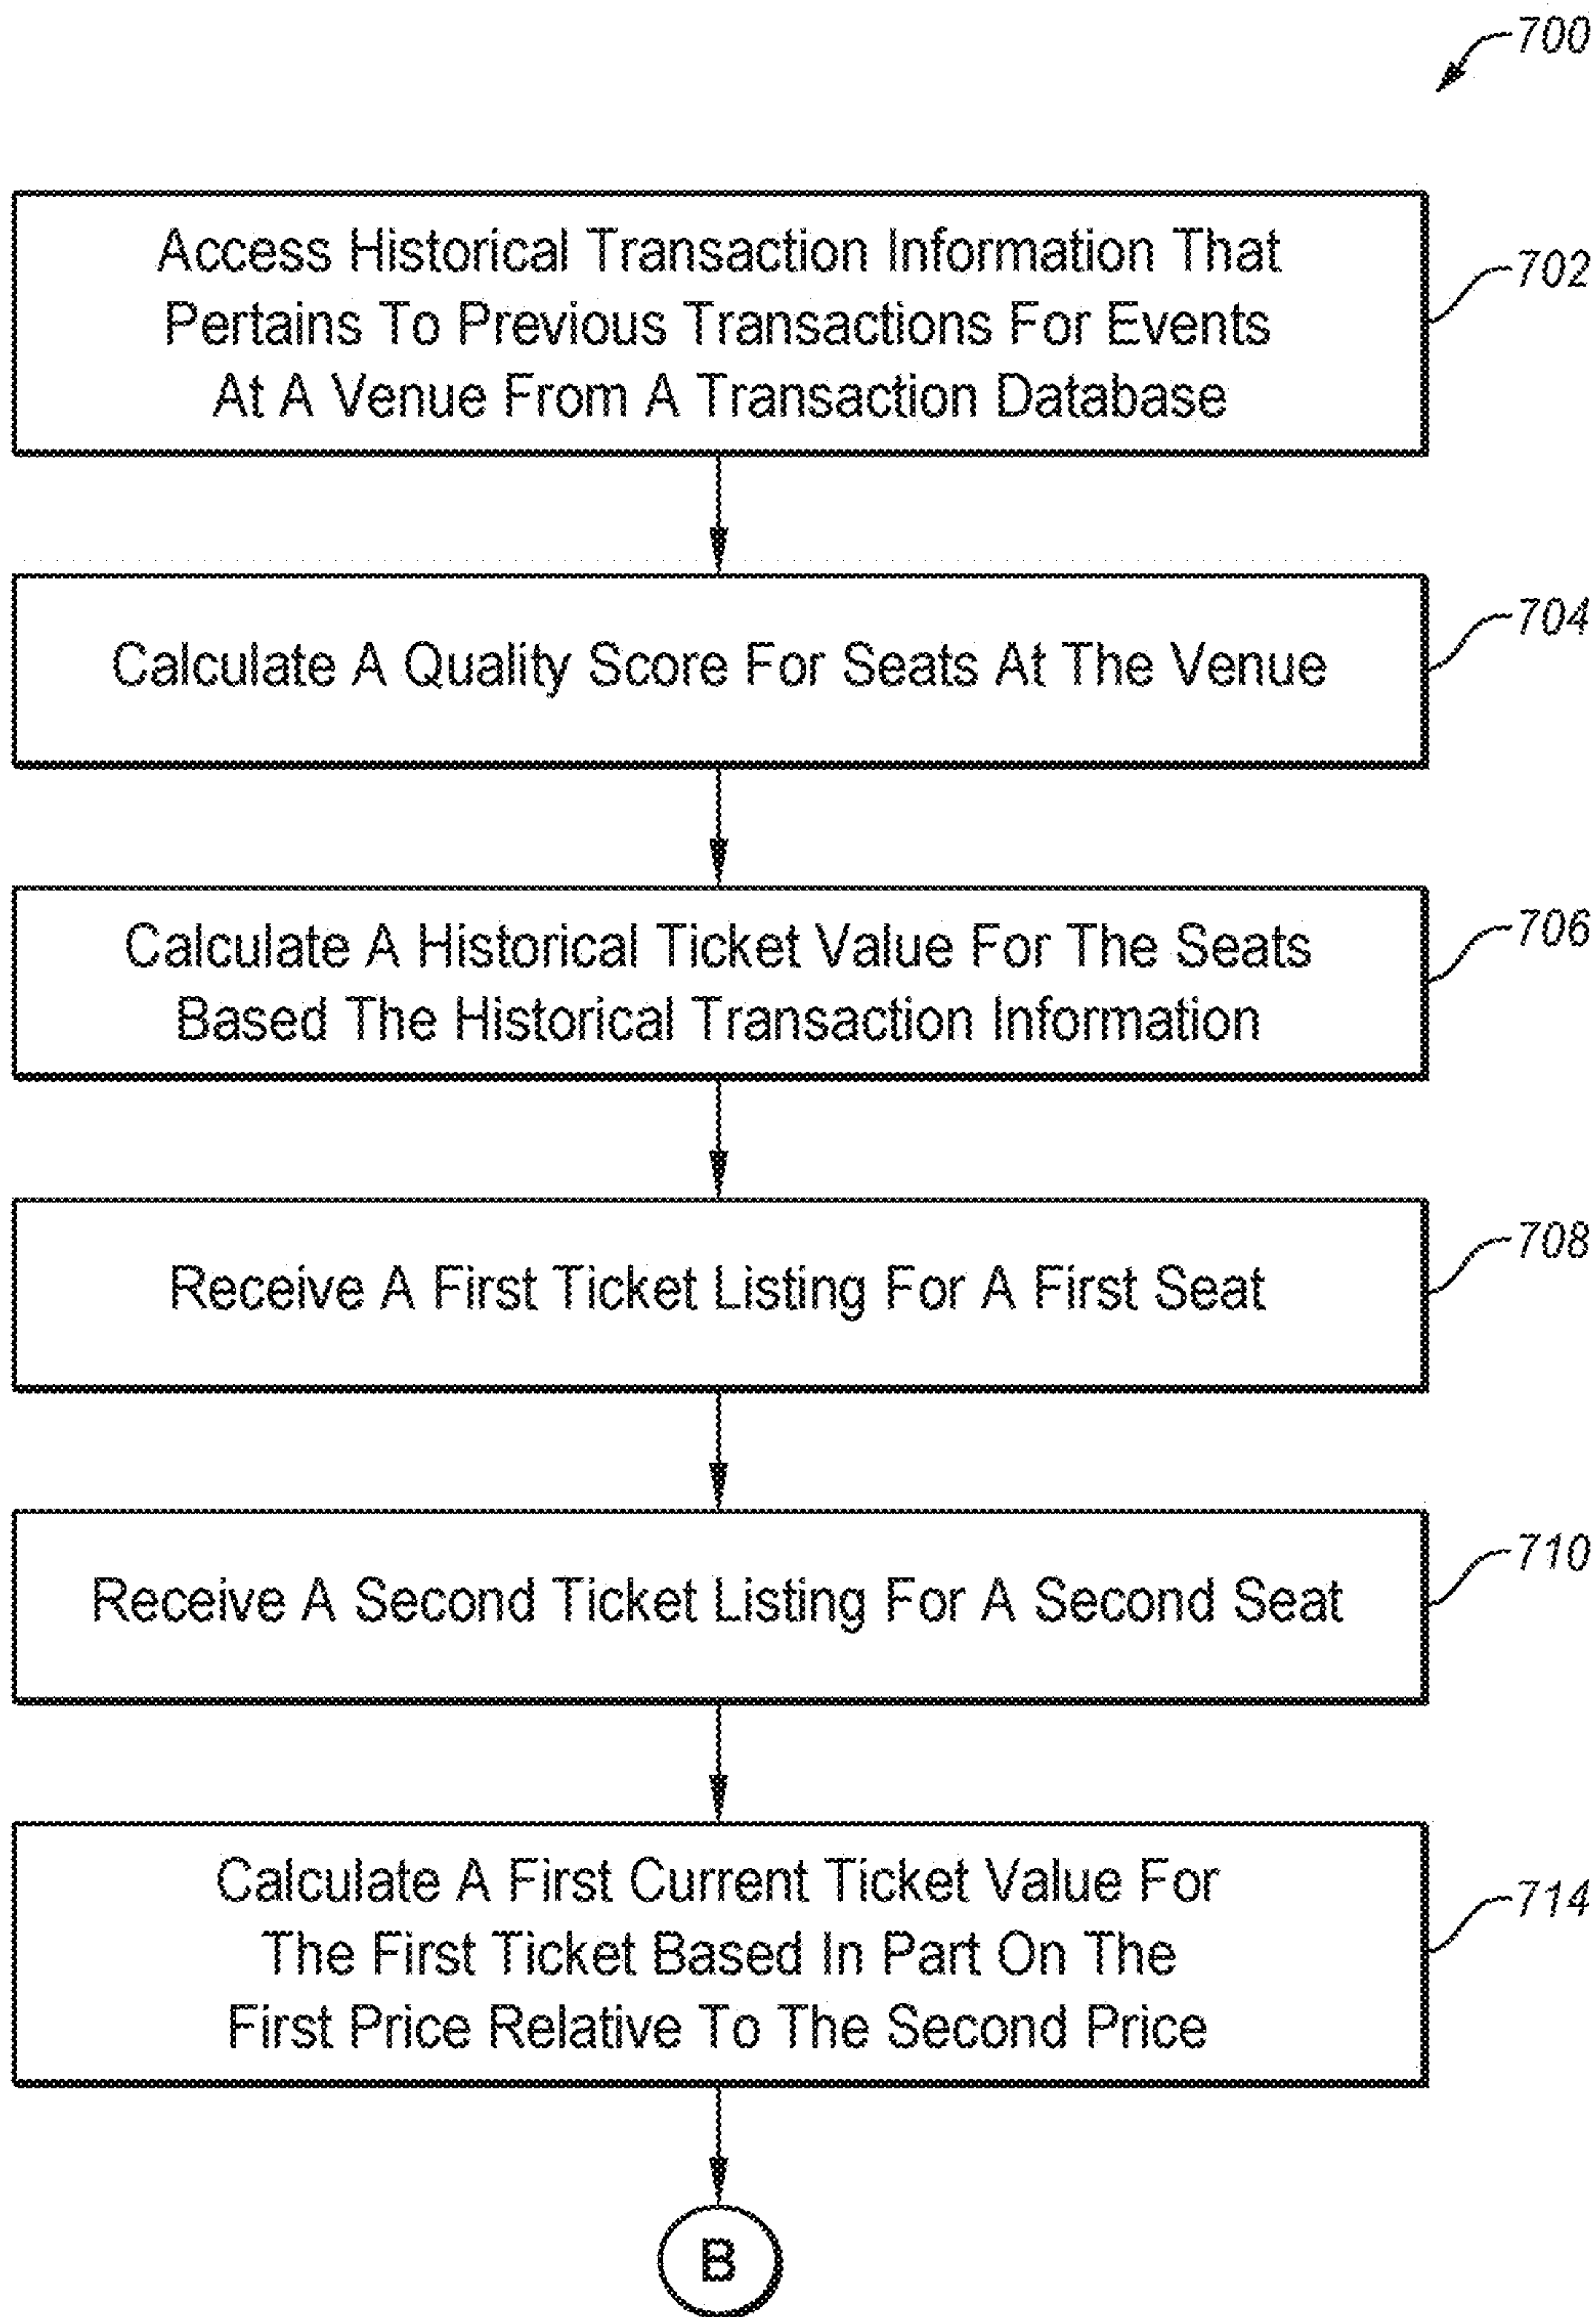 700
Access Historical Transaction Information That
Pertains To Previous Transactions For Events
At A Venue From A Transaction Database
702
Calculate A Quality Score For Seats At The Venue
704
Calculate A Historical Ticket Value For The Seats
Based The Historical Transaction Information
706
Receive A First Ticket Listing For A First Seat
708
Receive A Second Ticket Listing For A Second Seat
710
Calculate A First Current Ticket Value For
The First Ticket Based In Part On The
First Price Relative To The Second Price
714
B